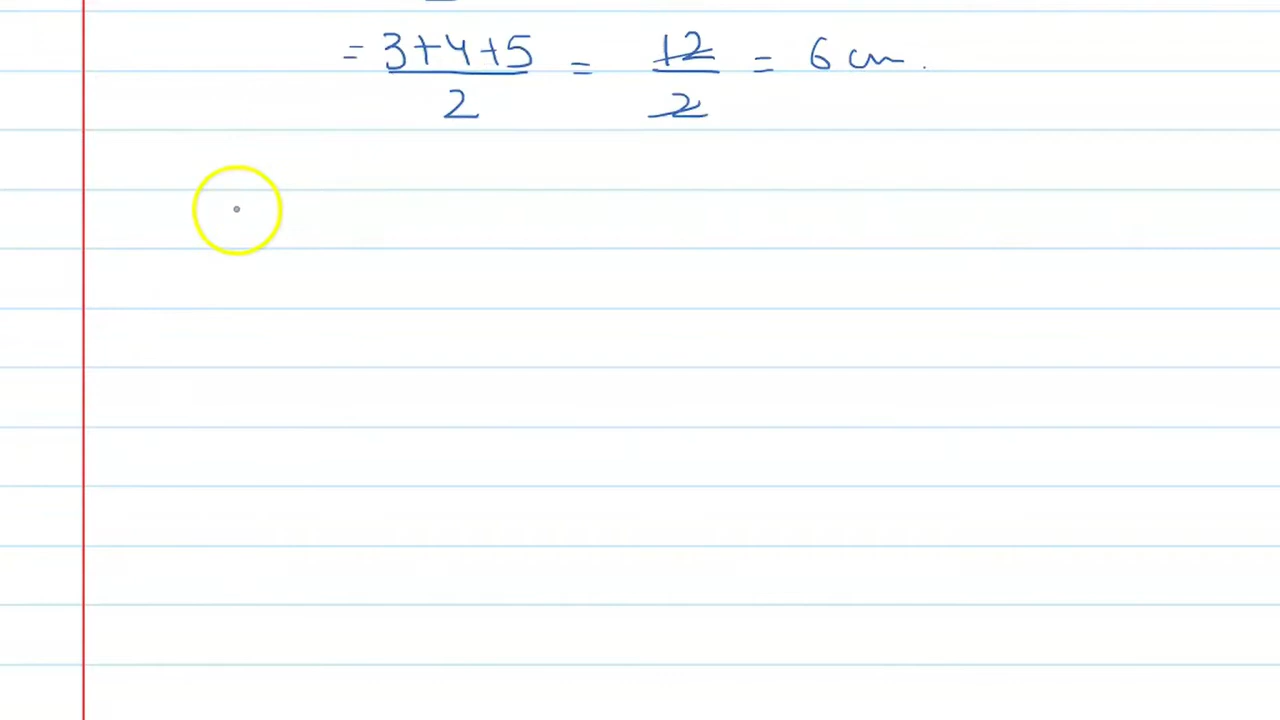 = 3+4+5/2 = 12/2 = 6 cm.